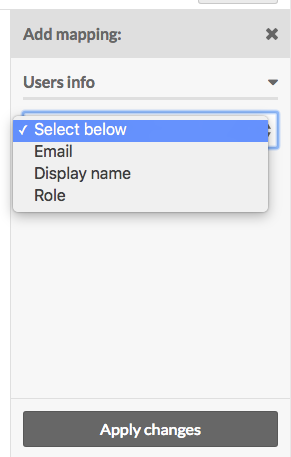 Add mapping:
Users info
✓ Select below
Email
Display name
Role
Apply changes